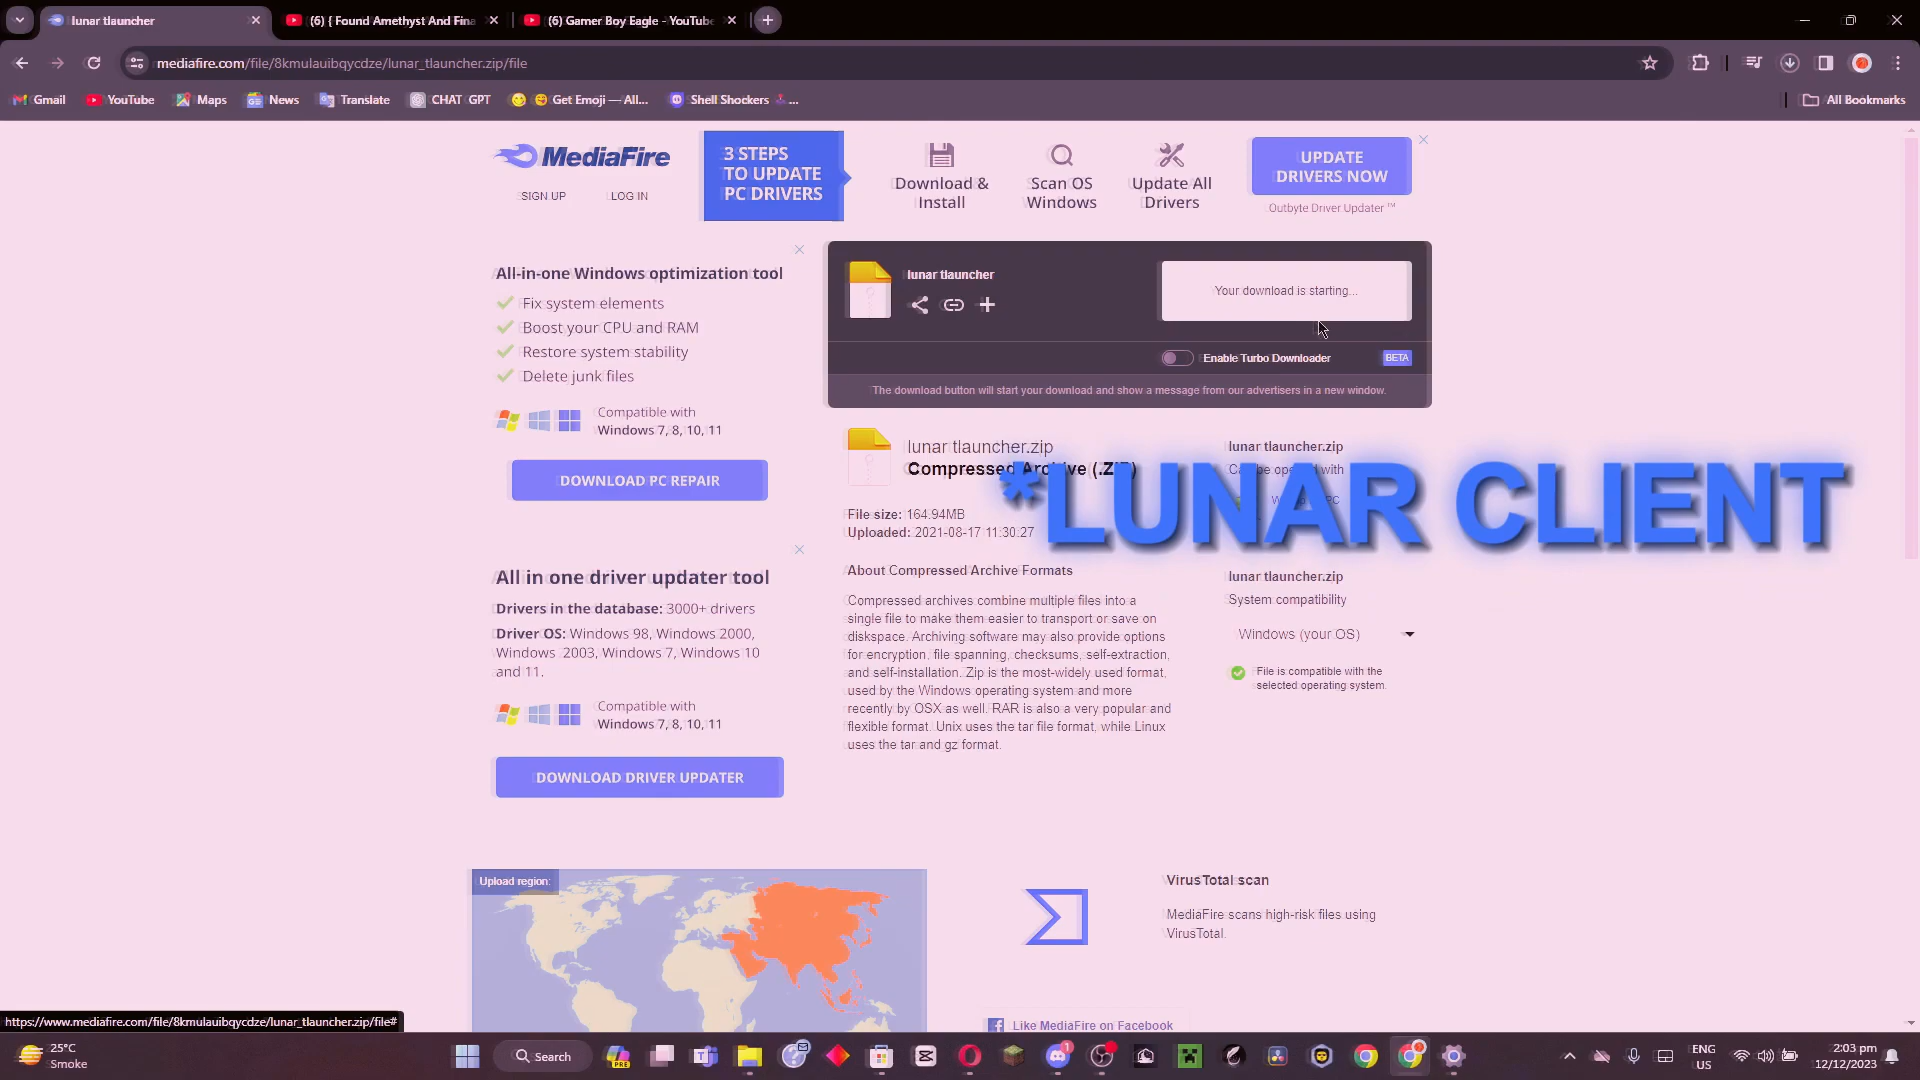 lunar tlauncher
(6) { Found Amethyst And Fina
(6) Gamer Boy Eagle - YouTube
mediafire.com/file/8kmulauibqycdze/lunar_tlauncher.zip/file
Gmail
YouTube
Maps
News
Translate
CHAT GPT
Get Emoji — All...
Shell Shockers ...
All Bookmarks
MediaFire
SIGN UP
LOG IN
3 STEPS
TO UPDATE
PC DRIVERS
Download &
Install
Scan OS
Windows
Update All
Drivers
UPDATE
DRIVERS NOW
Outbyte Driver Updater ™
All-in-one Windows optimization tool
Fix system elements
Boost your CPU and RAM
Restore system stability
Delete junk files
Compatible with
Windows 7, 8, 10, 11
DOWNLOAD PC REPAIR
All in one driver updater tool
Drivers in the database: 3000+ drivers
Driver OS: Windows 98, Windows 2000,
Windows 2003, Windows 7, Windows 10
and 11.
Compatible with
Windows 7, 8, 10, 11
DOWNLOAD DRIVER UPDATER
lunar tlauncher
Your download is starting...
Enable Turbo Downloader
BETA
The download button will start your download and show a message from our advertisers in a new window.
lunar tlauncher.zip
Compressed Archive (.ZIP)
File size: 164.94MB
Uploaded: 2021-08-17 11:30:27
*LUNAR CLIENT
lunar tlauncher.zip
Can be opened with
About Compressed Archive Formats
Compressed archives combine multiple files into a
single file to make them easier to transport or save on
diskspace. Archiving software may also provide options
for encryption, file spanning, checksums, self-extraction,
and self-installation. Zip is the most-widely used format,
used by the Windows operating system and more
recently by OSX as well. RAR is also a very popular and
flexible format. Unix uses the tar file format, while Linux
uses the tar and gz format.
lunar tlauncher.zip
System compatibility
Windows (your OS)
File is compatible with the
selected operating system.
Upload region:
VirusTotal scan
MediaFire scans high-risk files using
VirusTotal.
Like MediaFire on Facebook
https://www.mediafire.com/file/8kmulauibqycdze/lunar_tlauncher.zip/file#
25°C
Smoke
Search
PRE
1
ENG
US
2:03 pm
12/12/2023